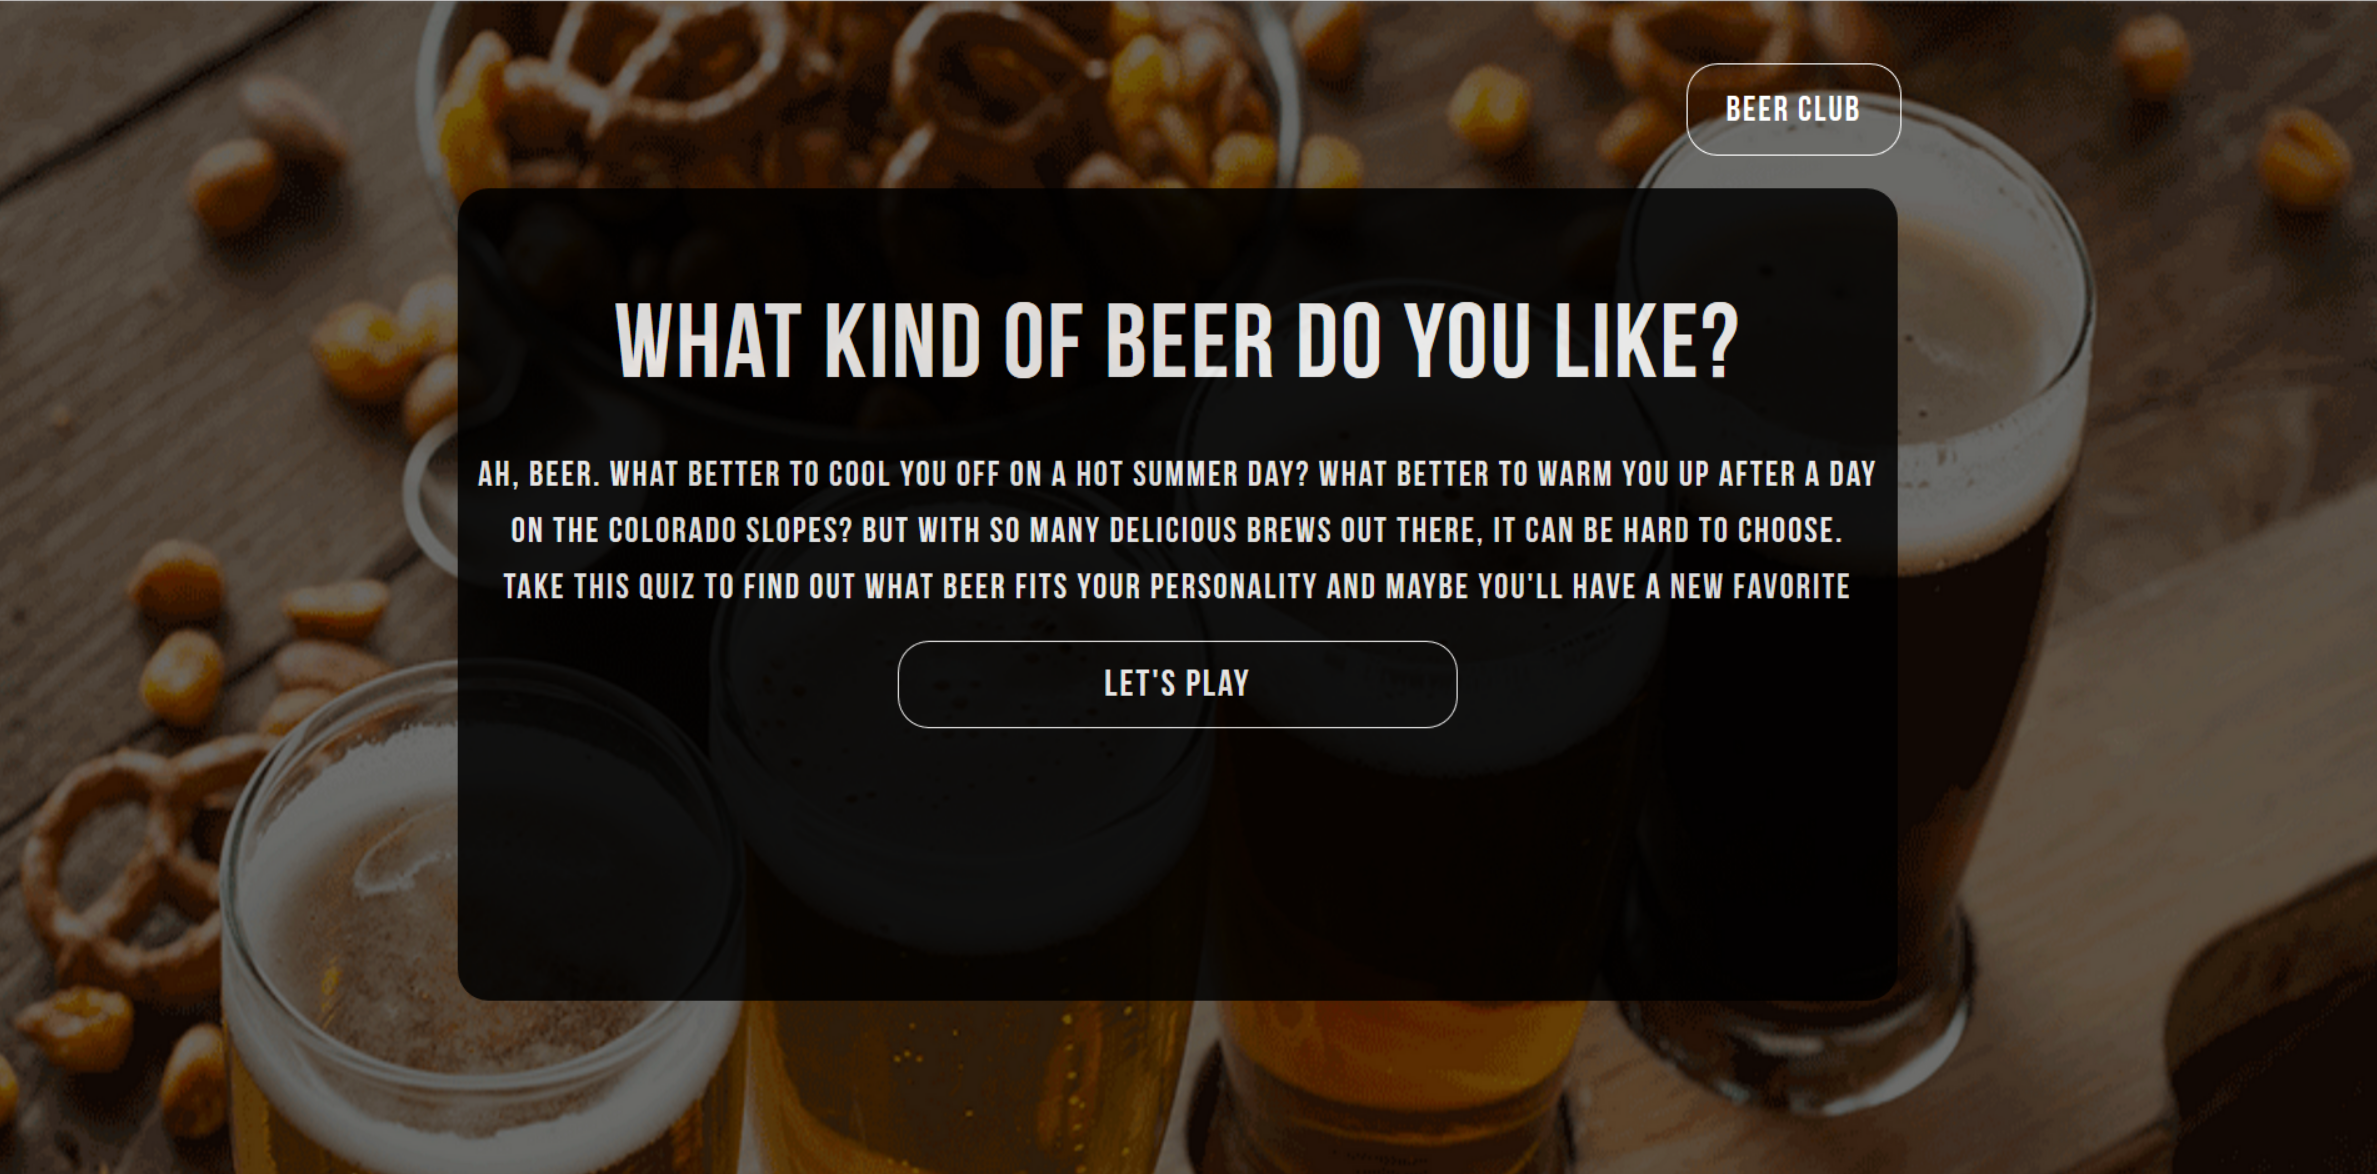 BEER CLUB
WHAT KIND OF BEER DO YOU LIKE?
AH, BEER. WHAT BETTER TO COOL YOU OFF ON A HOT SUMMER DAY? WHAT BETTER TO WARM YOU UP AFTER A DAY
ON THE COLORADO SLOPES? BUT WITH SO MANY DELICIOUS BREWS OUT THERE, IT CAN BE HARD TO CHOOSE.
TAKE THIS QUIZ TO FIND OUT WHAT BEER FITS YOUR PERSONALITY AND MAYBE YOU'LL HAVE A NEW FAVORITE
LET'S PLAY